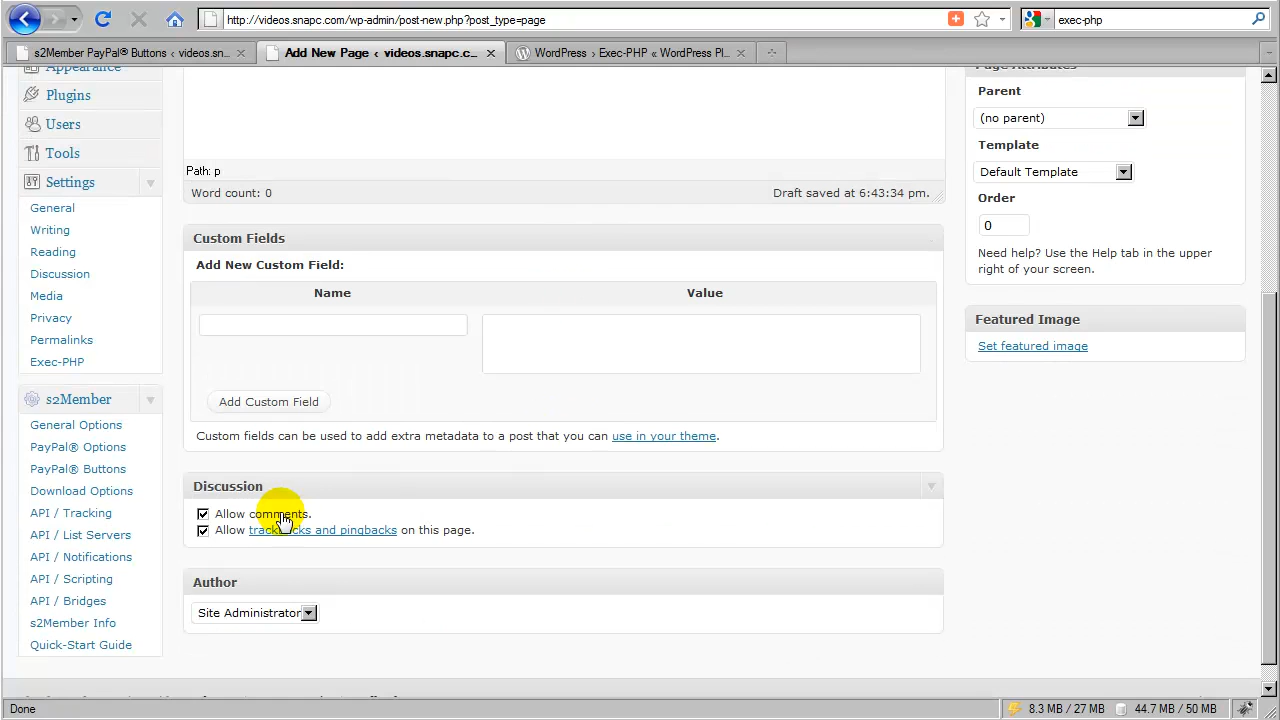 http://videos.snapc.com/wp-admin/post-new.php?post_type=page
exec-php
s2Member PayPal® Buttons ‹ videos.sn...
Add New Page ‹ videos.snapc.c...
WordPress › Exec-PHP « WordPress Pl...
Appearance
Plugins
Users
Tools
Settings
General
Writing
Reading
Discussion
Media
Privacy
Permalinks
Exec-PHP
s2Member
General Options
PayPal® Options
PayPal® Buttons
Download Options
API / Tracking
API / List Servers
API / Notifications
API / Scripting
API / Bridges
s2Member Info
Quick-Start Guide
Path: p
Word count: 0
Draft saved at 6:43:34 pm.
Custom Fields
Add New Custom Field:
Name
Value
Add Custom Field
Custom fields can be used to add extra metadata to a post that you can use in your theme.
Discussion
Allow comments.
Allow trackbacks and pingbacks on this page.
Author
Site Administrator
Page Attributes
Parent
(no parent)
Template
Default Template
Order
0
Need help? Use the Help tab in the upper
right of your screen.
Featured Image
Set featured image
Done
8.3 MB / 27 MB
44.7 MB / 50 MB